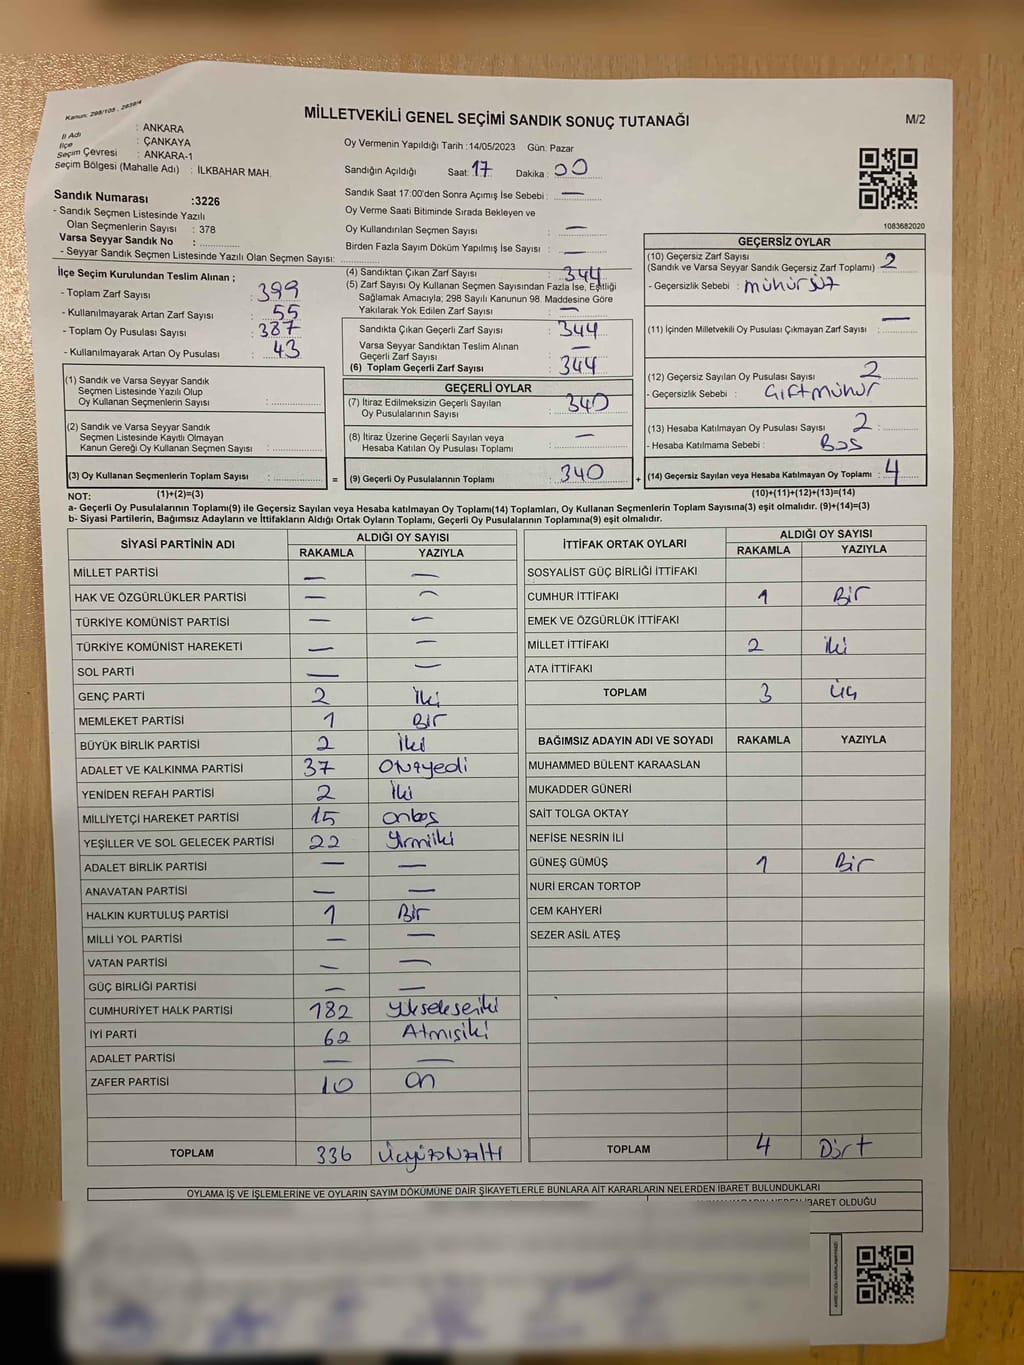 Kanun: 298/105 , 2839/4
MİLLETVEKİLİ GENEL SEÇİMİ SANDIK SONUÇ TUTANAĞI
M/2
İl Adı : ANKARA
İlçe : ÇANKAYA
Seçim Çevresi : ANKARA-1
Seçim Bölgesi (Mahalle Adı) : İLKBAHAR MAH.
Oy Vermenin Yapıldığı Tarih :14/05/2023 Gün: Pazar
Sandığın Açıldığı Saat: 17 Dakika : 00
Sandık Saat 17:00'den Sonra Açımış İse Sebebi : —
Oy Verme Saati Bitiminde Sırada Bekleyen ve
Oy Kullandırılan Seçmen Sayısı : —
Birden Fazla Sayım Döküm Yapılmış İse Sayısı : —
1083682020
Sandık Numarası :3226
- Sandık Seçmen Listesinde Yazılı
Olan Seçmenlerin Sayısı : 378
Varsa Seyyar Sandık No :
- Seyyar Sandık Seçmen Listesinde Yazılı Olan Seçmen Sayısı:
İlçe Seçim Kurulundan Teslim Alınan ;
- Toplam Zarf Sayısı : 399
- Kullanılmayarak Artan Zarf Sayısı : 55
- Toplam Oy Pusulası Sayısı : 387
- Kullanılmayarak Artan Oy Pusulası : 43
(1) Sandık ve Varsa Seyyar Sandık
Seçmen Listesinde Yazılı Olup
Oy Kullanan Seçmenlerin Sayısı :
(2) Sandık ve Varsa Seyyar Sandık
Seçmen Listesinde Kayıtlı Olmayan
Kanun Gereği Oy Kullanan Seçmen Sayısı :
(3) Oy Kullanan Seçmenlerin Toplam Sayısı :
=
(4) Sandıktan Çıkan Zarf Sayısı : 344
(5) Zarf Sayısı Oy Kullanan Seçmen Sayısından Fazla İse, Eşitliği
Sağlamak Amacıyla; 298 Sayılı Kanunun 98. Maddesine Göre
Yakılarak Yok Edilen Zarf Sayısı : —
Sandıkta Çıkan Geçerli Zarf Sayısı : 344
Varsa Seyyar Sandıktan Teslim Alınan
Geçerli Zarf Sayısı : —
(6) Toplam Geçerli Zarf Sayısı : 344
GEÇERLİ OYLAR
(7) İtiraz Edilmeksizin Geçerli Sayılan
Oy Pusulalarının Sayısı : 340
(8) İtiraz Üzerine Geçerli Sayılan veya
Hesaba Katılan Oy Pusulası Toplamı : —
(9) Geçerli Oy Pusulalarının Toplamı : 340
+
GEÇERSİZ OYLAR
(10) Geçersiz Zarf Sayısı
(Sandık ve Varsa Seyyar Sandık Geçersiz Zarf Toplamı) : 2
- Geçersizlik Sebebi : mühürsüz
(11) İçinden Milletvekili Oy Pusulası Çıkmayan Zarf Sayısı : —
(12) Geçersiz Sayılan Oy Pusulası Sayısı : 2
- Geçersizlik Sebebi : Çift mühür
(13) Hesaba Katılmayan Oy Pusulası Sayısı : 2
- Hesaba Katılmama Sebebi : Boş
(14) Geçersiz Sayılan veya Hesaba Katılmayan Oy Toplamı : 4
NOT: (1)+(2)=(3)
(10)+(11)+(12)+(13)=(14)
a- Geçerli Oy Pusulalarının Toplamı(9) ile Geçersiz Sayılan veya Hesaba katılmayan Oy Toplamı(14) Toplamları, Oy Kullanan Seçmenlerin Toplam Sayısına(3) eşit olmalıdır. (9)+(14)=(3)
b- Siyasi Partilerin, Bağımsız Adayların ve İttifakların Aldığı Ortak Oyların Toplamı, Geçerli Oy Pusulalarının Toplamına(9) eşit olmalıdır.
SİYASİ PARTİNİN ADI ALDIĞI OY SAYISI
RAKAMLA YAZIYLA
MİLLET PARTİSİ — —
HAK VE ÖZGÜRLÜKLER PARTİSİ — —
TÜRKİYE KOMÜNİST PARTİSİ — —
TÜRKİYE KOMÜNİST HAREKETİ — —
SOL PARTİ — —
GENÇ PARTİ 2 İki
MEMLEKET PARTİSİ 1 Bir
BÜYÜK BİRLİK PARTİSİ 2 İki
ADALET VE KALKINMA PARTİSİ 37 Onayedi
YENİDEN REFAH PARTİSİ 2 İki
MİLLİYETÇİ HAREKET PARTİSİ 15 onbeş
YEŞİLLER VE SOL GELECEK PARTİSİ 22 Yirmiiki
ADALET BİRLİK PARTİSİ — —
ANAVATAN PARTİSİ — —
HALKIN KURTULUŞ PARTİSİ 1 Bir
MİLLİ YOL PARTİSİ — —
VATAN PARTİSİ — —
GÜÇ BİRLİĞİ PARTİSİ — —
CUMHURİYET HALK PARTİSİ 182
İYİ PARTİ 62 Atmışiki
ADALET PARTİSİ — —
ZAFER PARTİSİ 10 On
TOPLAM 336
İTTİFAK ORTAK OYLARI ALDIĞI OY SAYISI
RAKAMLA YAZIYLA
SOSYALİST GÜÇ BİRLİĞİ İTTİFAKI
CUMHUR İTTİFAKI 1 Bir
EMEK VE ÖZGÜRLÜK İTTİFAKI
MİLLET İTTİFAKI 2 İki
ATA İTTİFAKI
TOPLAM 3 Üç
BAĞIMSIZ ADAYIN ADI VE SOYADI RAKAMLA YAZIYLA
MUHAMMED BÜLENT KARAASLAN
MUKADDER GÜNERİ
SAİT TOLGA OKTAY
NEFİSE NESRİN İLİ
GÜNEŞ GÜMÜŞ 1 Bir
NURİ ERCAN TORTOP
CEM KAHYERİ
SEZER ASİL ATEŞ
TOPLAM 4 Dört
OYLAMA İŞ VE İŞLEMLERİNE VE OYLARIN SAYIM DÖKÜMÜNE DAİR ŞİKAYETLERLE BUNLARA AİT KARARLARIN NELERDEN İBARET BULUNDUKLARI
İBARET OLDUĞU